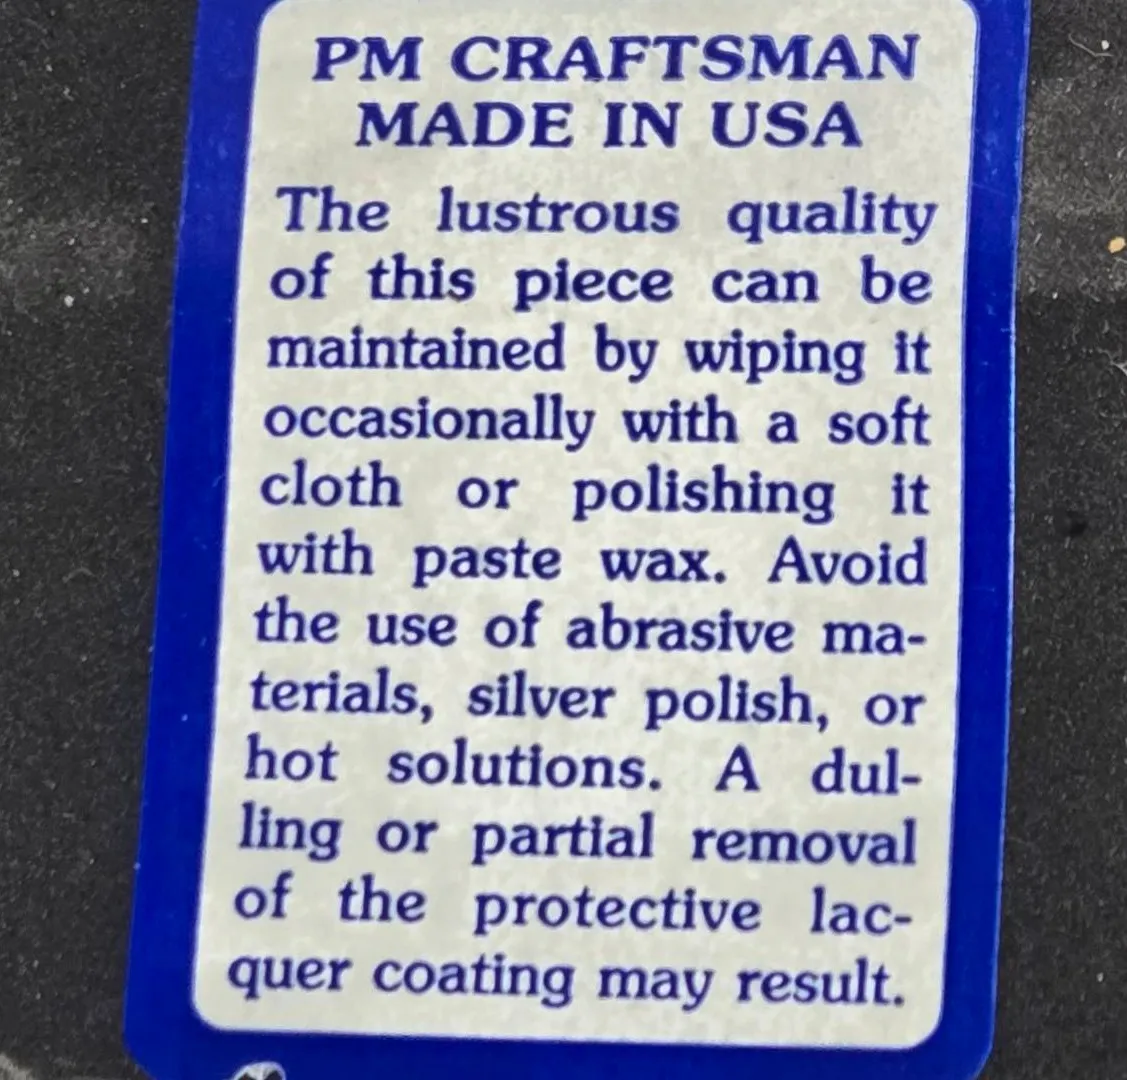 PM CRAFTSMAN
MADE IN USA
The lustrous quality
of this piece can be
maintained by wiping it
occasionally with a soft
cloth or polishing it
with paste wax. Avoid
the use of abrasive ma-
terials, silver polish, or
hot solutions. A dul-
ling or partial removal
of the protective lac-
quer coating may result.